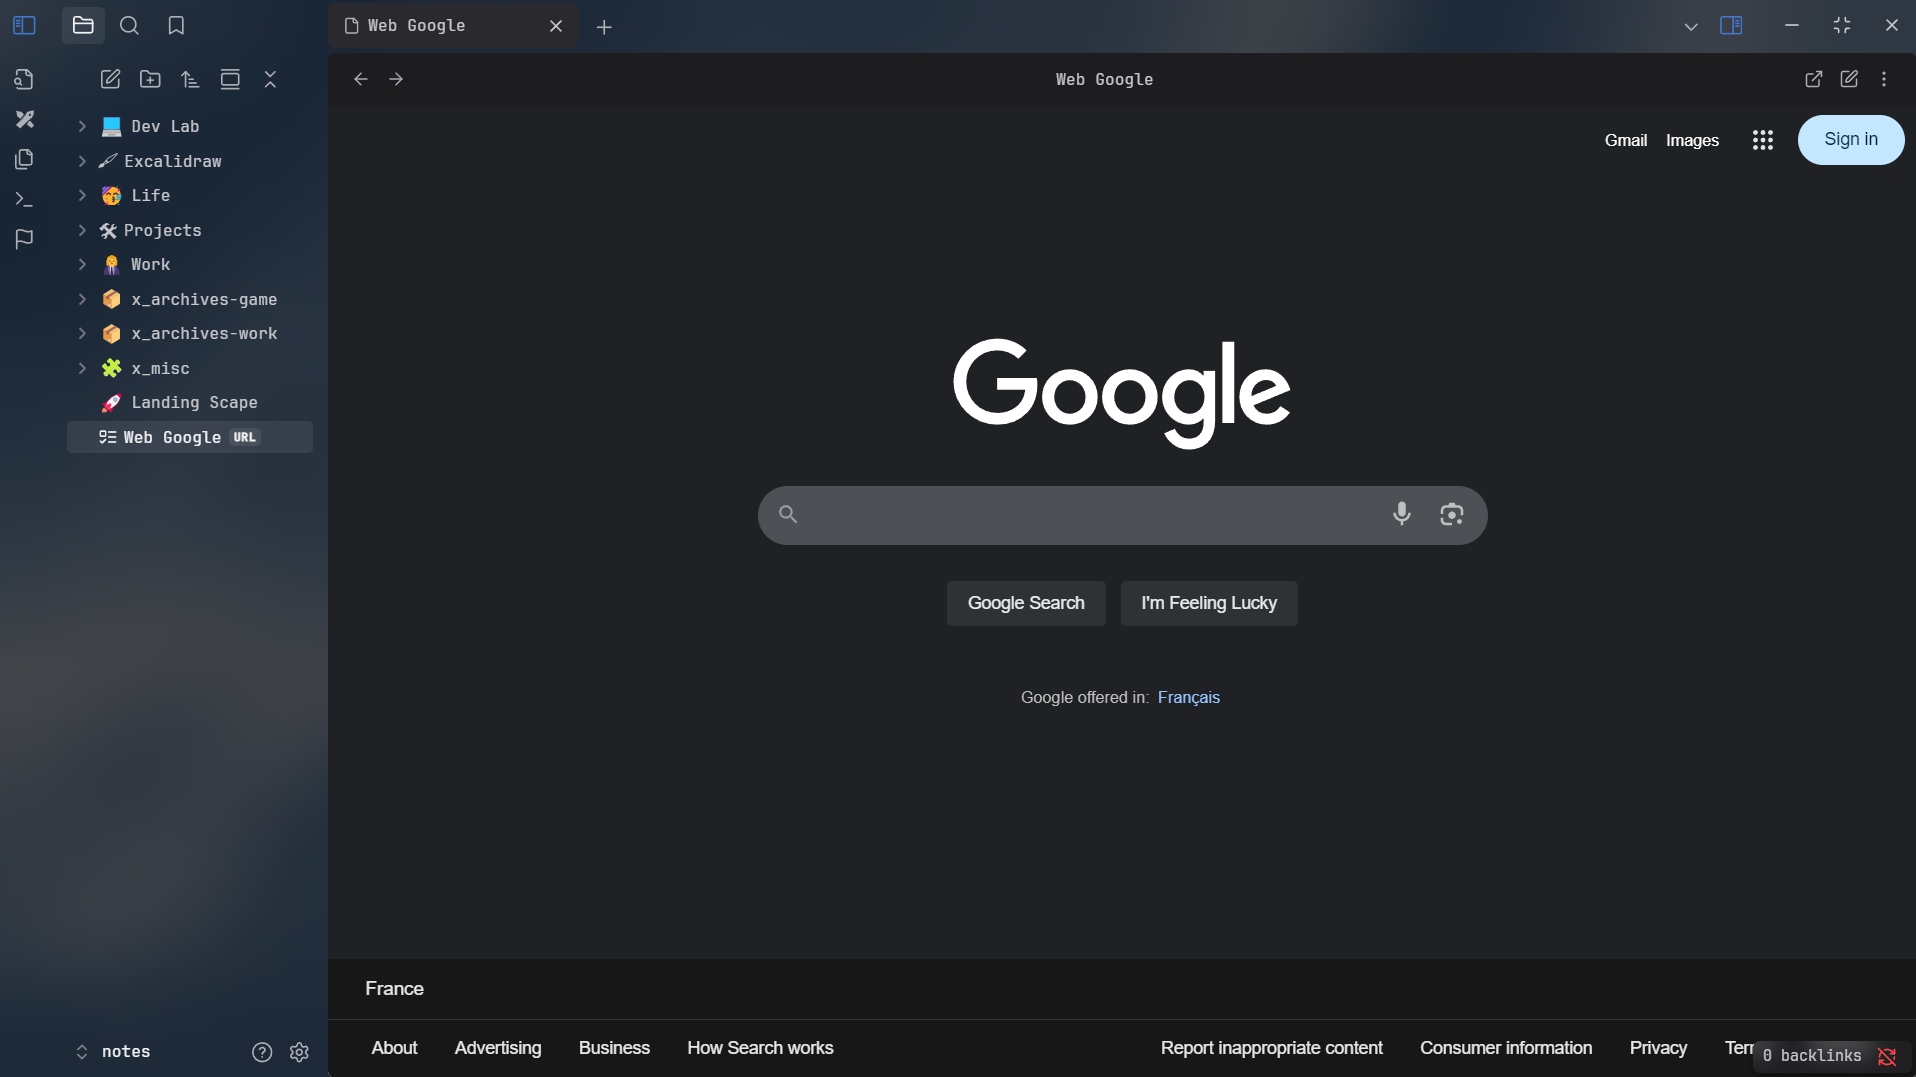 Web Google
Web Google
Dev Lab
Excalidraw
Life
Projects
Work
x_archives-game
x_archives-work
x_misc
Landing Scape
Web Google URL
notes
Gmail Images Sign in
Google
Google Search I'm Feeling Lucky
Google offered in: Français
France
About Advertising Business How Search works Report inappropriate content Consumer information Privacy
0 backlinks